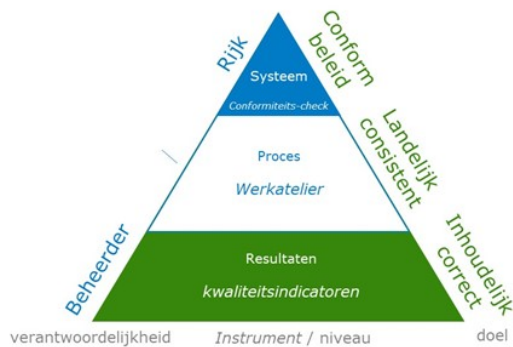 Rijk
Conform
beleid
Systeem
Conformiteits-check
Landelijk
consistent
Proces
Werkatelier
Beheerder
Inhoudelijk
correct
Resultaten
kwaliteitsindicatoren
verantwoordelijkheid
Instrument / niveau
doel